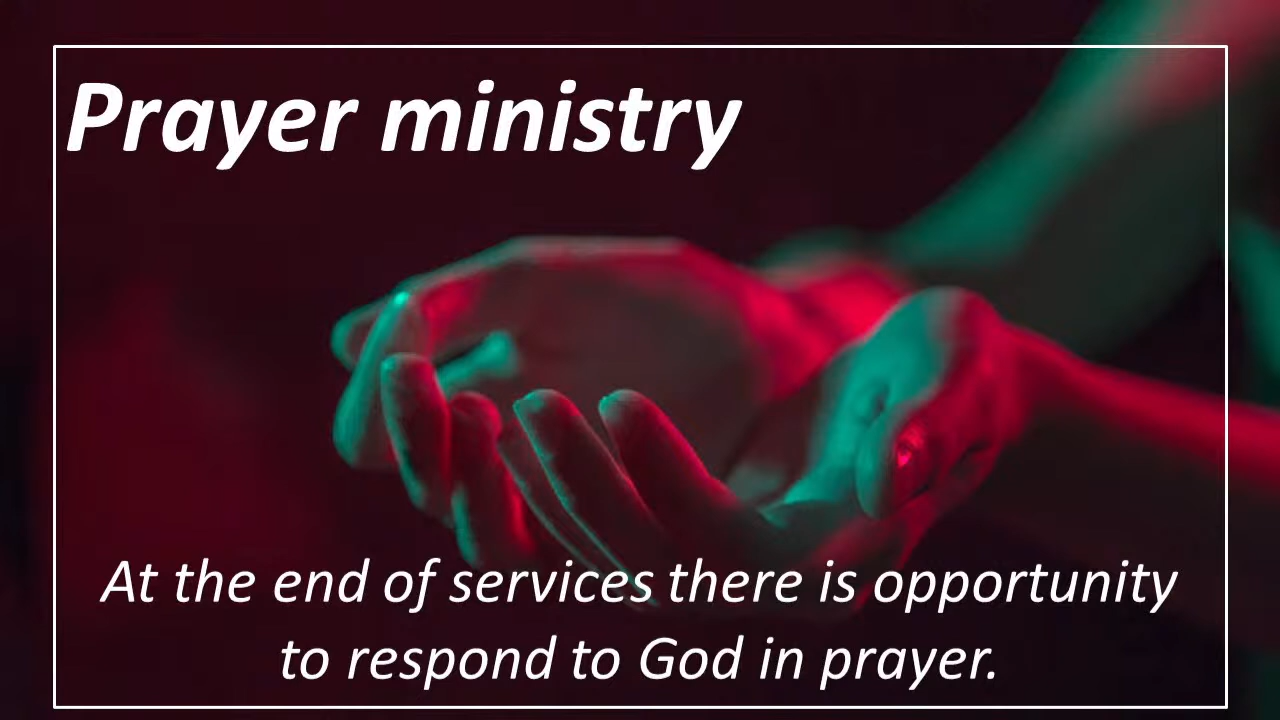 Prayer ministry
At the end of services there is opportunity
to respond to God in prayer.